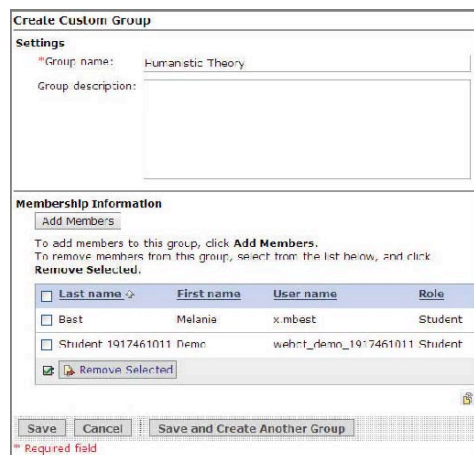 Create Custom Group
Settings
*Group name: Humanistic Theory
Group description:
Membership Information
Add Members
To add members to this group, click Add Members.
To remove members from this group, select from the list below, and click
Remove Selected.
Last name First name User name Role
Best Melanie x.mbest Student
Student 1917461011 Demo webct_demo_1917461011 Student
Remove Selected
Save Cancel Save and Create Another Group
* Required field